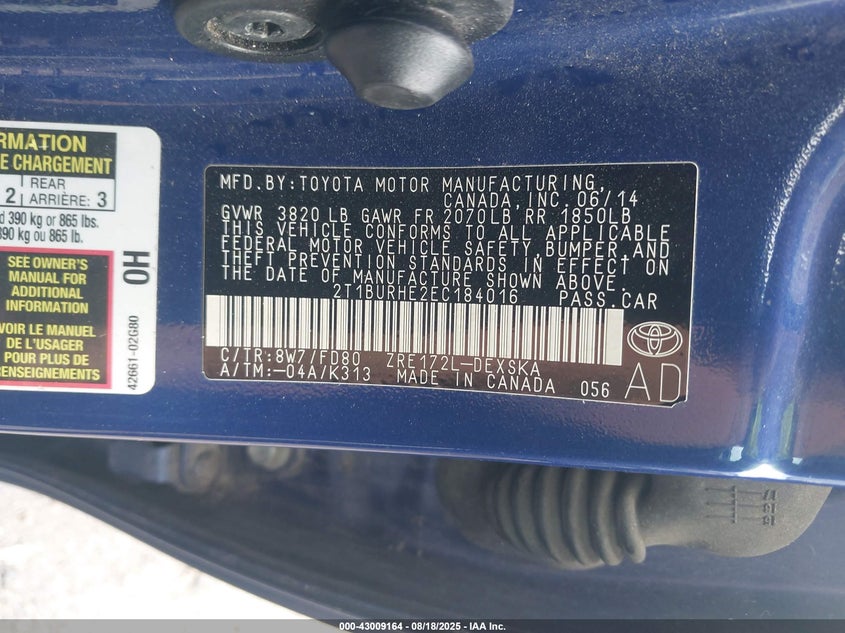 RMATION
E CHARGEMENT
2 REAR ARRIÈRE: 3
d 390 kg or 865 lbs.
390 kg ou 865 lb.
SEE OWNER'S
MANUAL FOR
ADDITIONAL
INFORMATION
VOIR LE MANUEL
DE L'USAGER
POUR PLUS DE
RENSEIGNEMENTS
OH
42661-02G80
MFD.BY:TOYOTA MOTOR MANUFACTURING,
CANADA, INC. 06/14
GVWR 3820 LB GAWR FR 2070LB RR 1850LB
THIS VEHICLE CONFORMS TO ALL APPLICABLE
FEDERAL MOTOR VEHICLE SAFETY, BUMPER, AND
THEFT PREVENTION STANDARDS IN EFFECT ON
THE DATE OF MANUFACTURE SHOWN ABOVE.
2T1BURHE2EC184016 PASS.CAR
C/TR:8W7/FD80 ZRE172L-DEXSKA
A/TM:-04A/K313 MADE IN CANADA 056
AD
000-43009164 - 08/18/2025 - IAA Inc.